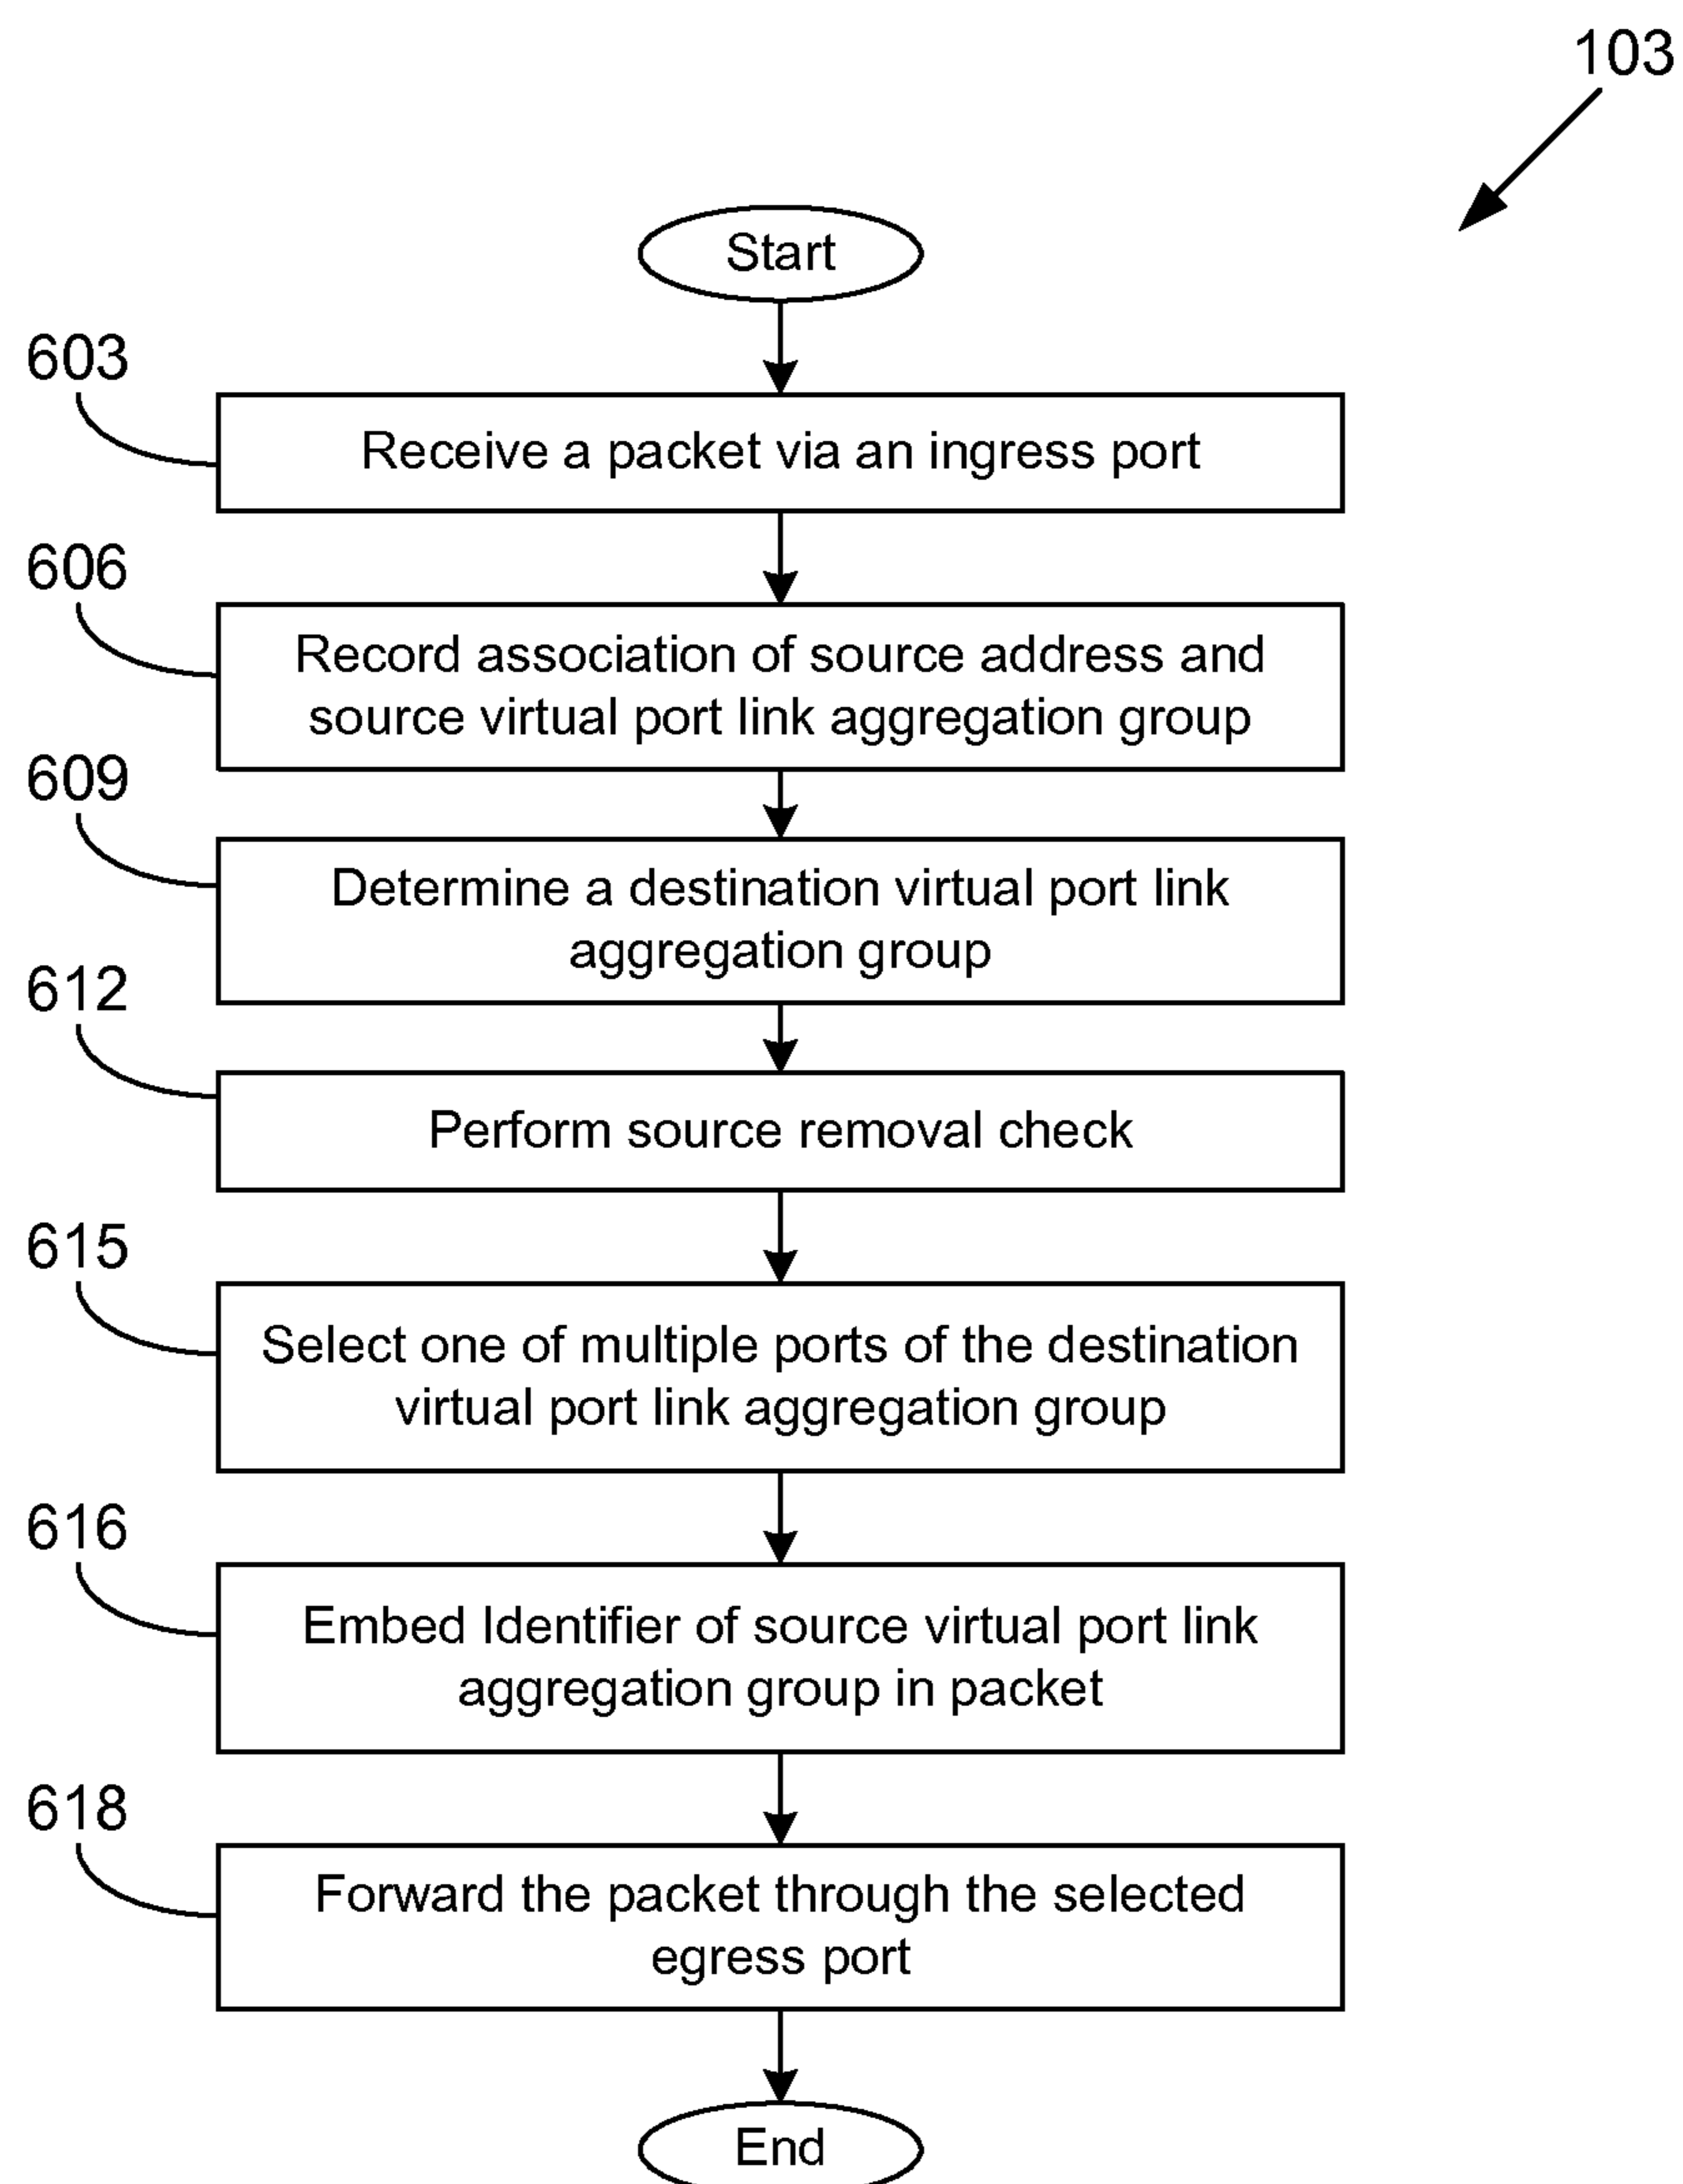 103
Start
603
Receive a packet via an ingress port
606
Record association of source address and
source virtual port link aggregation group
609
Determine a destination virtual port link
aggregation group
612
Perform source removal check
615
Select one of multiple ports of the destination
virtual port link aggregation group
616
Embed Identifier of source virtual port link
aggregation group in packet
618
Forward the packet through the selected
egress port
End